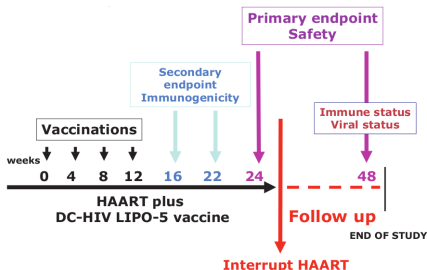 Primary endpoint
Safety
Secondary
endpoint
Immunogenicity
Vaccinations
Immune status
Viral status
weeks
0 4 8 12 16 22 24 48
HAART plus
DC-HIV LIPO-5 vaccine
Follow up
END OF STUDY
Interrupt HAART